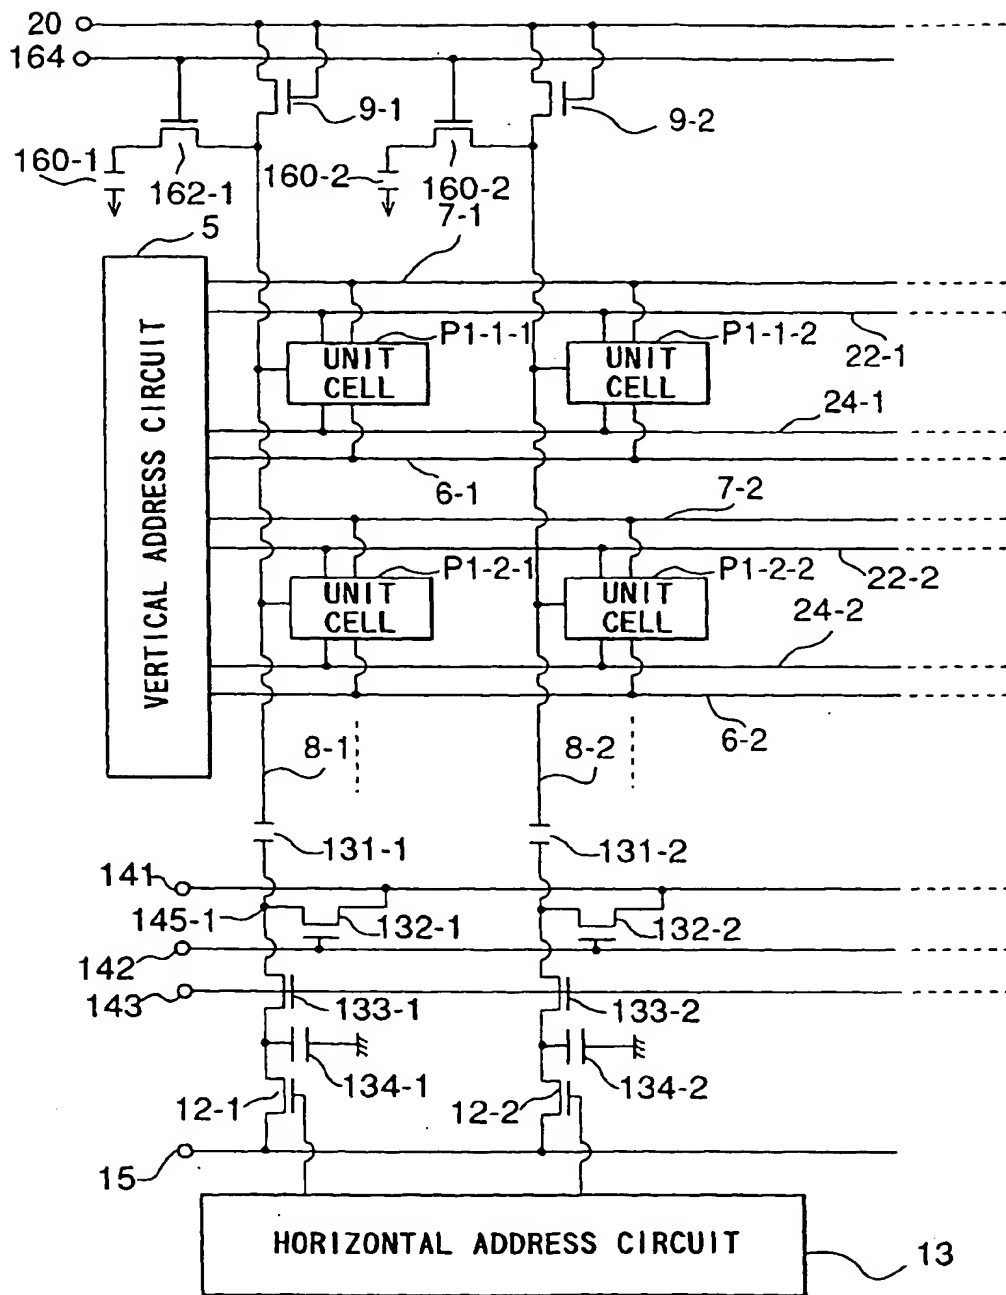 20
164
9-1
9-2
160-1
162-1
160-2
160-2
5
7-1
VERTICAL ADDRESS CIRCUIT
P1-1-1
P1-1-2
UNIT
CELL
UNIT
CELL
22-1
24-1
6-1
7-2
P1-2-1
P1-2-2
UNIT
CELL
UNIT
CELL
22-2
24-2
6-2
8-1
8-2
131-1
131-2
141
145-1
132-1
132-2
142
143
133-1
133-2
134-1
134-2
12-1
12-2
15
HORIZONTAL ADDRESS CIRCUIT
13